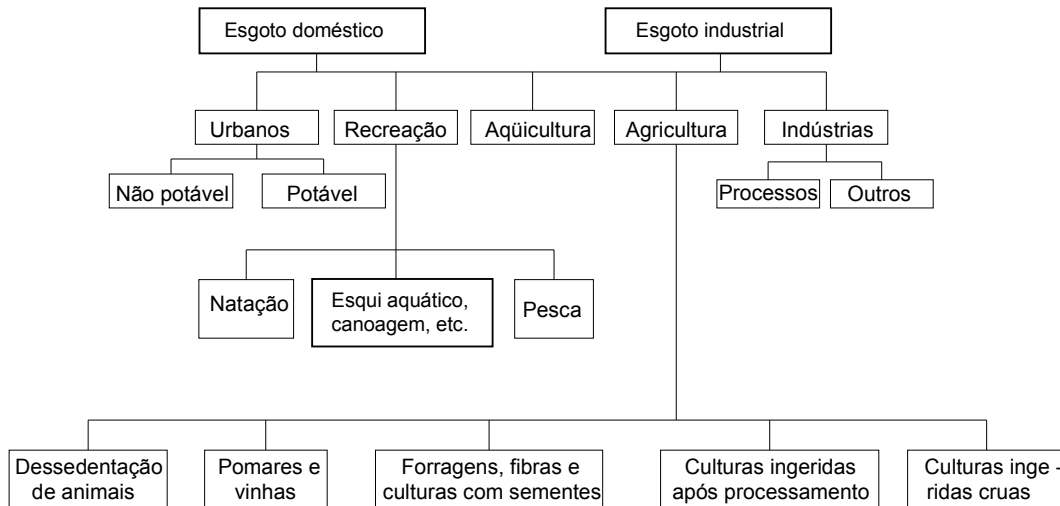 Esgoto doméstico
Esgoto industrial
Urbanos
Recreação
Aqüicultura
Agricultura
Indústrias
Não potável
Potável
Processos
Outros
Natação
Esqui aquático,
canoagem, etc.
Pesca
Dessedentação
de animais
Pomares e
vinhas
Forragens, fibras e
culturas com sementes
Culturas ingeridas
após processamento
Culturas inge -
ridas cruas